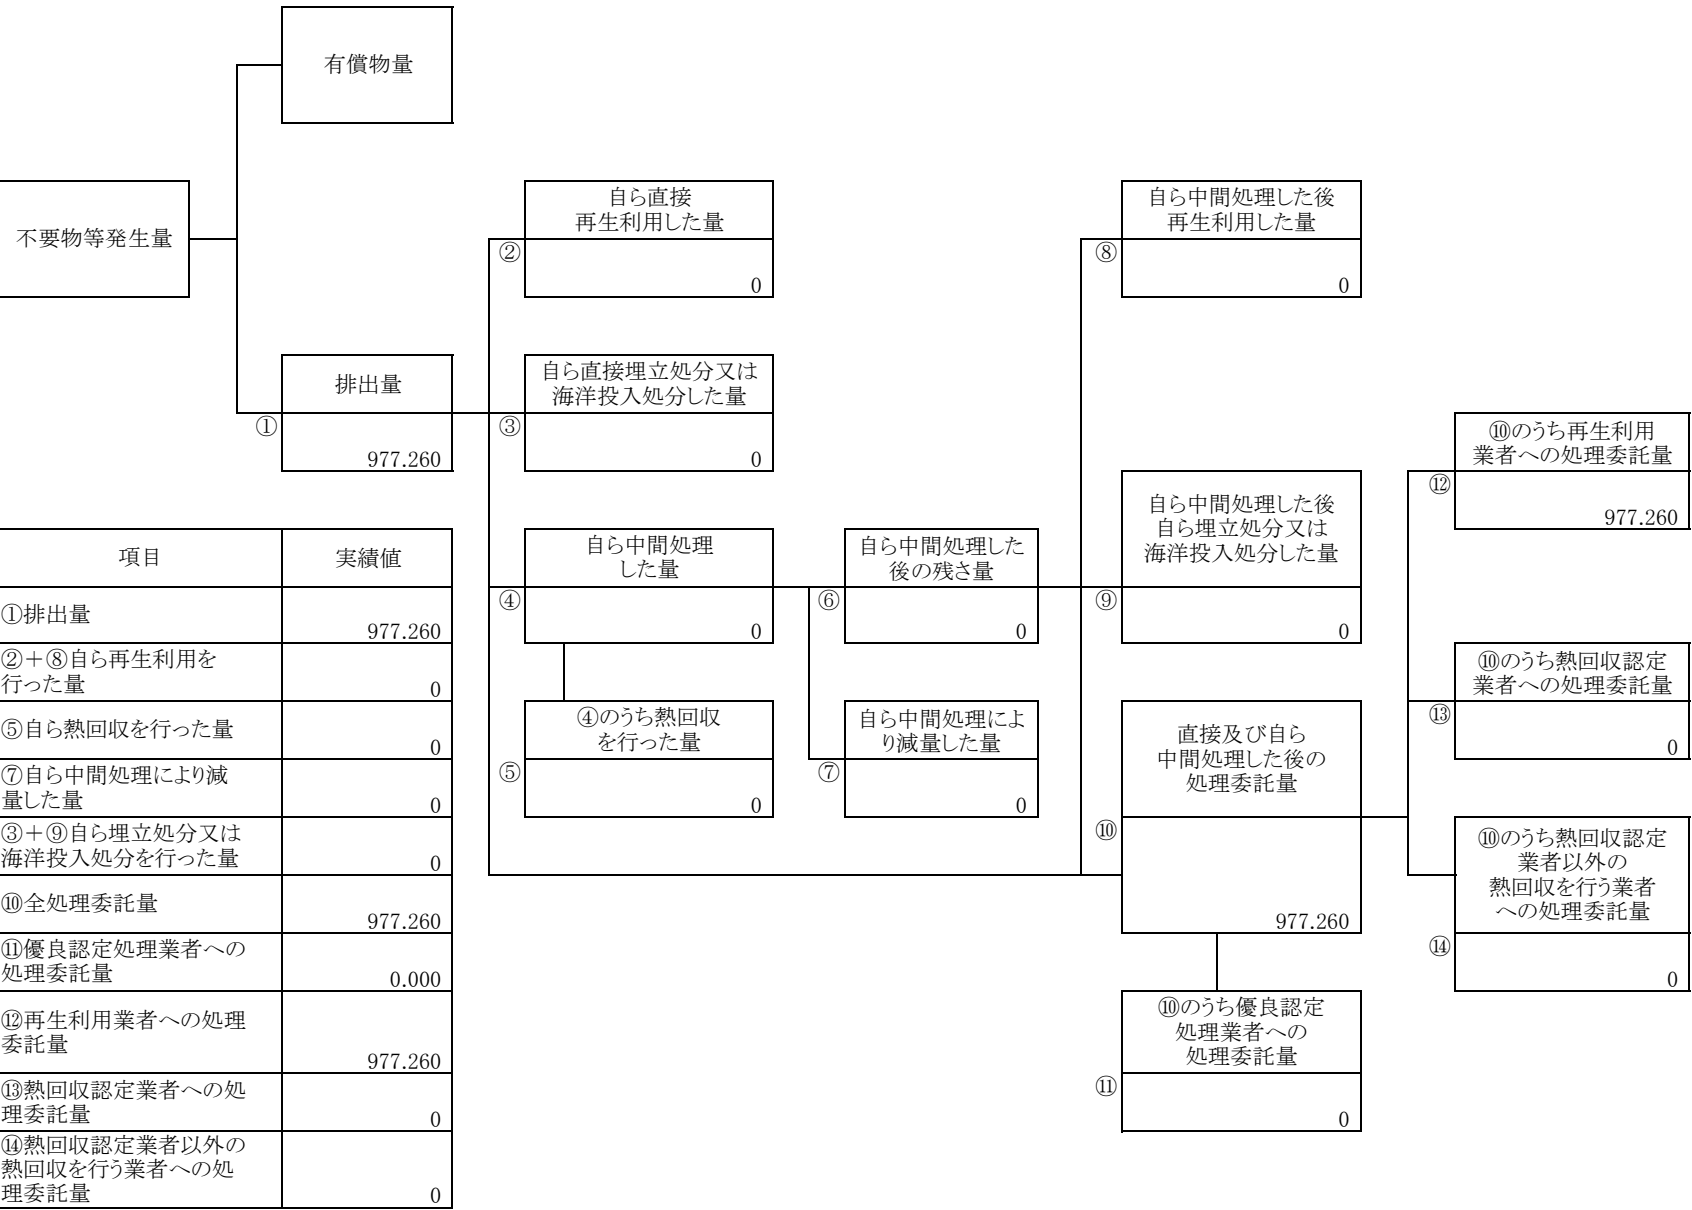 有償物量
不要物等発生量
自ら直接
再生利用した量
②
0
自ら中間処理した後
再生利用した量
⑧
0
排出量
①
977.260
自ら直接埋立処分又は
海洋投入処分した量
③
0
⑩のうち再生利用
業者への処理委託量
⑫
977.260
自ら中間処理
した量
④
0
自ら中間処理した
後の残さ量
⑥
0
自ら中間処理した後
自ら埋立処分又は
海洋投入処分した量
⑨
0
⑩のうち熱回収認定
業者への処理委託量
⑬
0
④のうち熱回収
を行った量
⑤
0
自ら中間処理によ
り減量した量
⑦
0
直接及び自ら
中間処理した後の
処理委託量
⑩
977.260
⑩のうち熱回収認定
業者以外の
熱回収を行う業者
への処理委託量
⑭
0
⑩のうち優良認定
処理業者への
処理委託量
⑪
0
項目 実績値
①排出量
977.260
②＋⑧自ら再生利用を
行った量
0
⑤自ら熱回収を行った量
0
⑦自ら中間処理により減
量した量
0
③＋⑨自ら埋立処分又は
海洋投入処分を行った量
0
⑩全処理委託量
977.260
⑪優良認定処理業者への
処理委託量
0.000
⑫再生利用業者への処理
委託量
977.260
⑬熱回収認定業者への処
理委託量
0
⑭熱回収認定業者以外の
熱回収を行う業者への処
理委託量
0